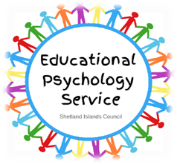 Educational
Psychology
Service
Shetland Islands Council